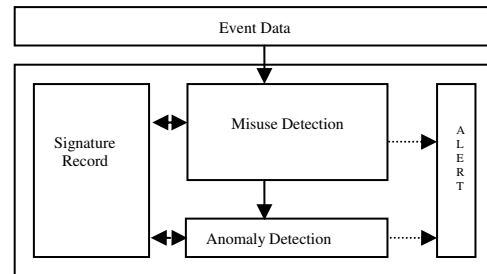 Event Data
Signature
Record
Misuse Detection
Anomaly Detection
A
L
E
R
T